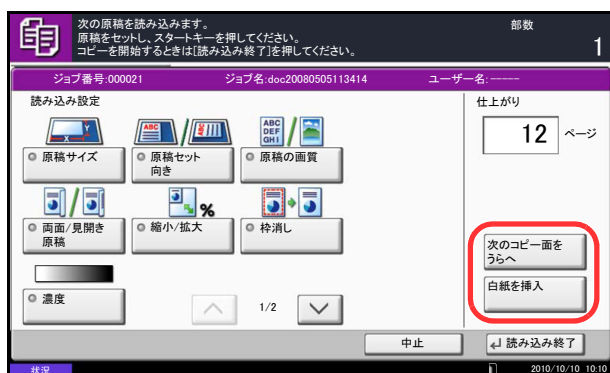 次の原稿を読み込みます。
原稿をセットし、スタートキーを押してください。
コピーを開始するときは[読み込み終了]を押してください。
部数
1
ジョブ番号:000021
ジョブ名:doc20080505113414
ユーザー名:-----
読み込み設定
仕上がり
12 ページ
ABC
ABC
DEF
GHI
原稿サイズ
原稿セット
向き
原稿の画質
%
両面/見開き
原稿
縮小/拡大
枠消し
次のコピー面を
うらへ
白紙を挿入
濃度
1/2
中止
読み込み終了
状況
2010/10/10 10:10